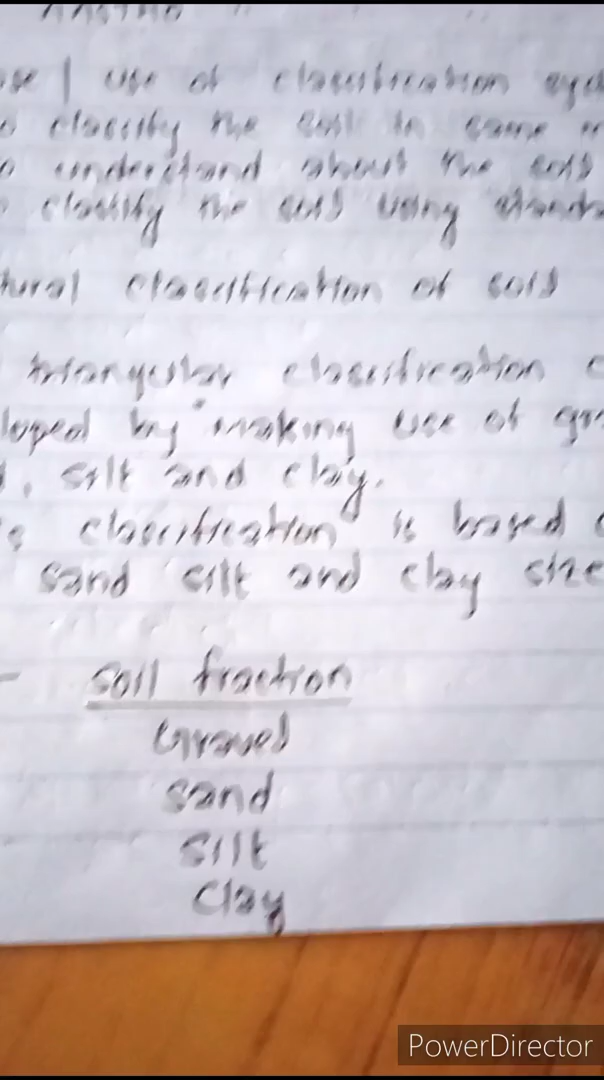 AASTHO
use of classification
classify the soil in same
understand about the soil
classify the soil using
tural classification of soil
triangular classification
loped by making use of
silt and clay.
classification is based
sand silt and clay size
soil fraction
Gravel
sand
silt
clay
PowerDirector